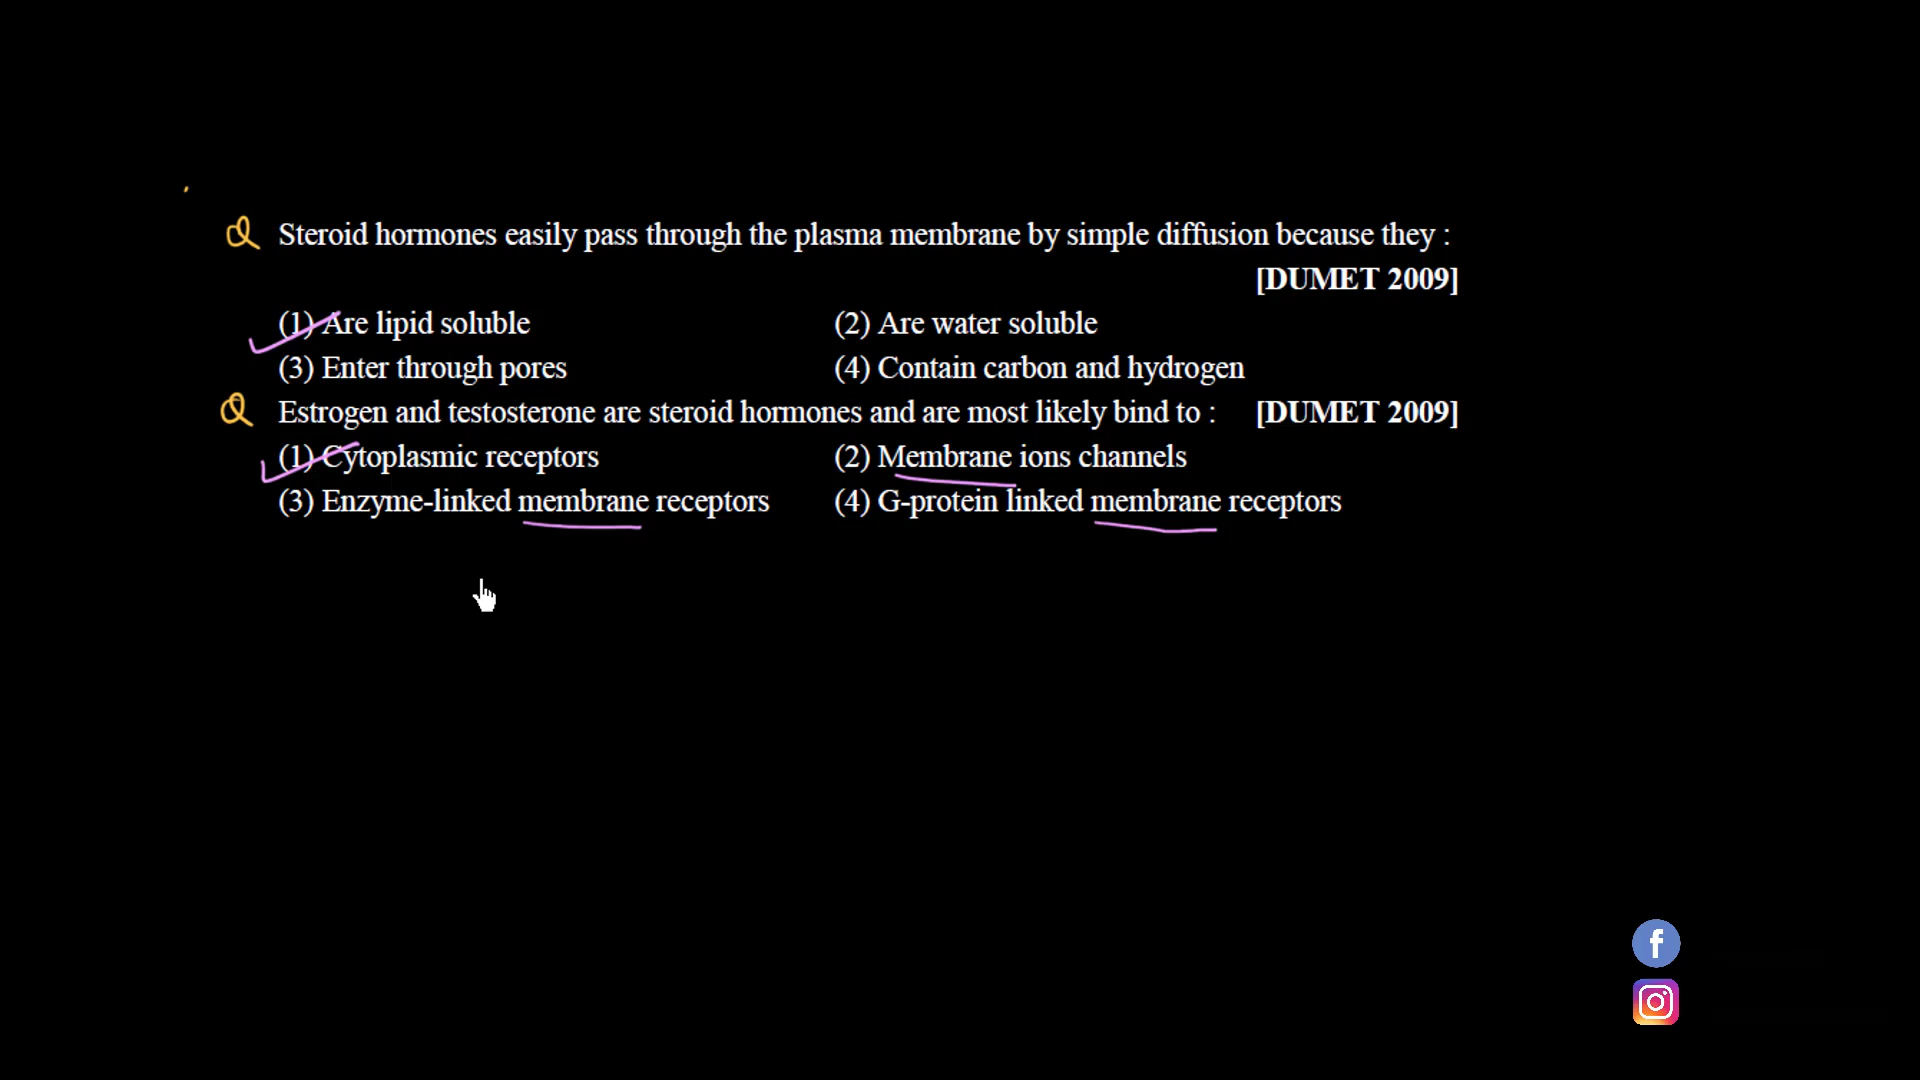 Q Steroid hormones easily pass through the plasma membrane by simple diffusion because they :
[DUMET 2009]
(1) Are lipid soluble (2) Are water soluble
(3) Enter through pores (4) Contain carbon and hydrogen
Q Estrogen and testosterone are steroid hormones and are most likely bind to : [DUMET 2009]
(1) Cytoplasmic receptors (2) Membrane ions channels
(3) Enzyme-linked membrane receptors (4) G-protein linked membrane receptors
f